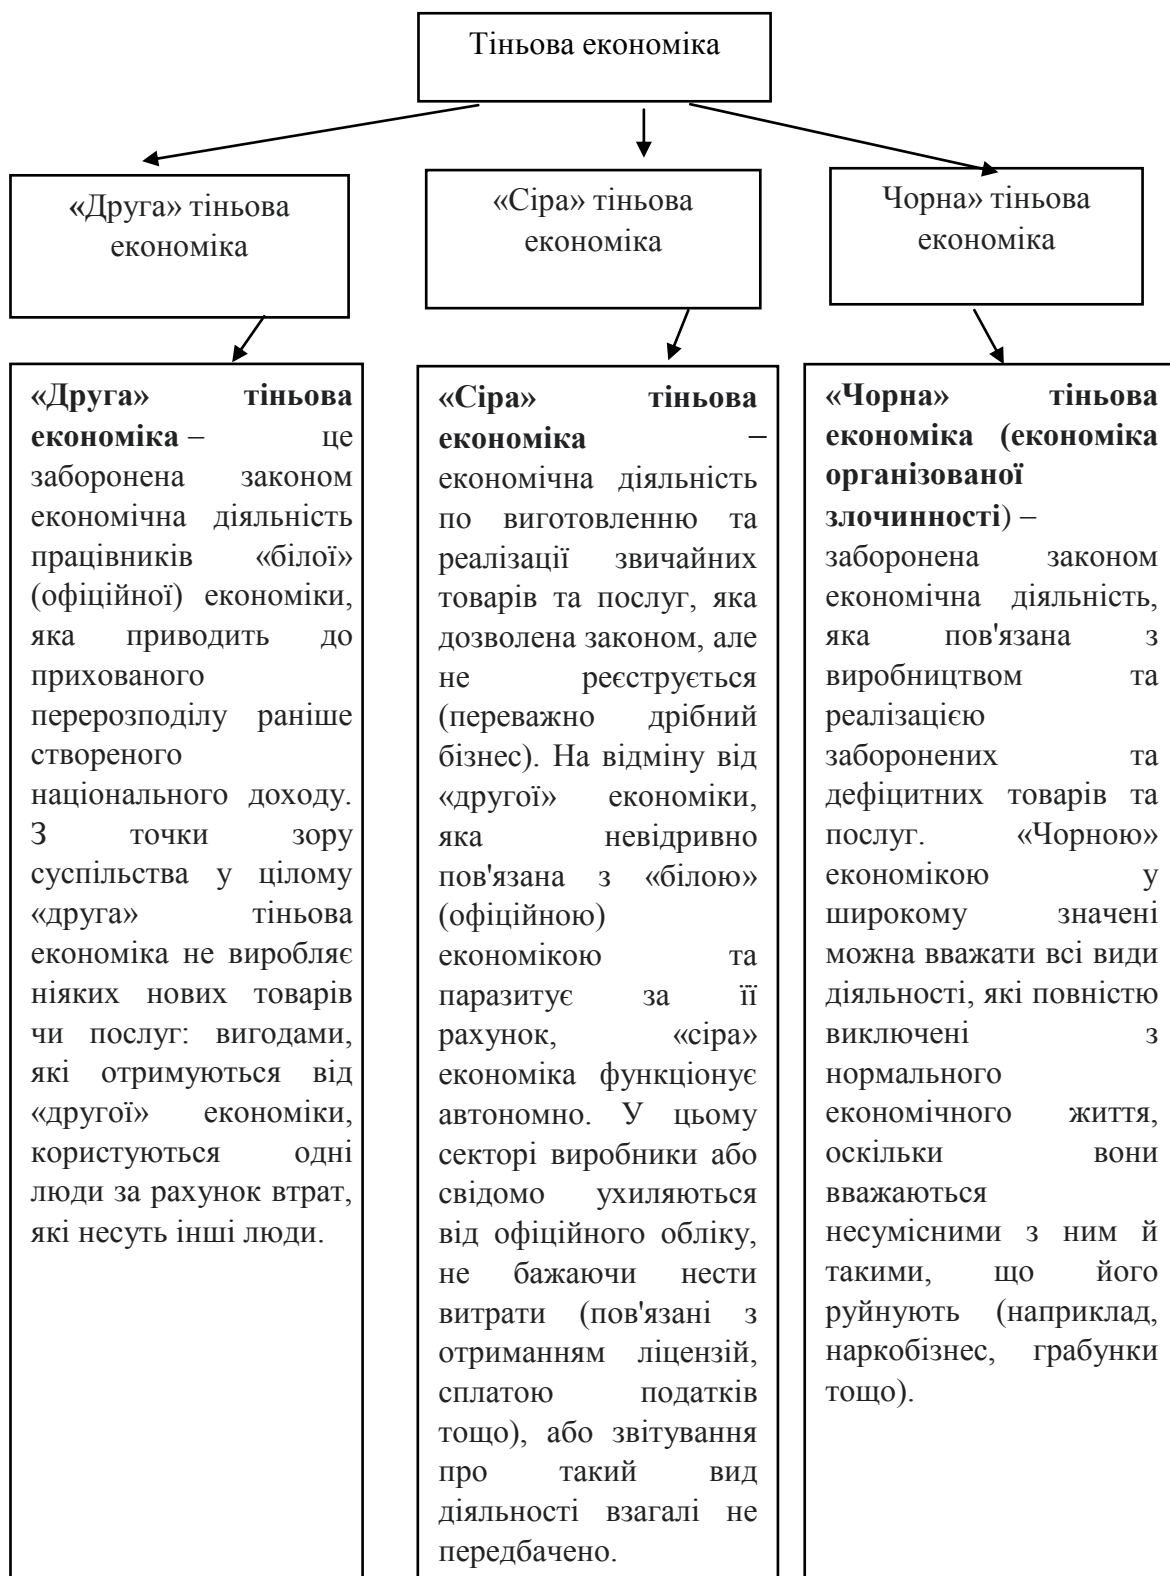 Тіньова економіка
«Друга» тіньова
економіка
«Сіра» тіньова
економіка
Чорна» тіньова
економіка
«Друга» тіньова
економіка – це
заборонена законом
економічна діяльність
працівників «білої»
(офіційної) економіки,
яка приводить до
прихованого
перерозподілу раніше
створеного
національного доходу.
З точки зору
суспільства у цілому
«друга» тіньова
економіка не виробляє
ніяких нових товарів
чи послуг: вигодами,
які отримуються від
«другої» економіки,
користуються одні
люди за рахунок втрат,
які несуть інші люди.
«Сіра» тіньова
економіка –
економічна діяльність
по виготовленню та
реалізації звичайних
товарів та послуг, яка
дозволена законом, але
не реєструється
(переважно дрібний
бізнес). На відміну від
«другої» економіки,
яка невідривно
пов'язана з «білою»
(офіційною)
економікою та
паразитує за її
рахунок, «сіра»
економіка функціонує
автономно. У цьому
секторі виробники або
свідомо ухиляються
від офіційного обліку,
не бажаючи нести
витрати (пов'язані з
отриманням ліцензій,
сплатою податків
тощо), або звітування
про такий вид
діяльності взагалі не
передбачено.
«Чорна» тіньова
економіка (економіка
організованої
злочинності) –
заборонена законом
економічна діяльність,
яка пов'язана з
виробництвом та
реалізацією
заборонених та
дефіцитних товарів та
послуг. «Чорною»
економікою у
широкому значені
можна вважати всі види
діяльності, які повністю
виключені з
нормального
економічного життя,
оскільки вони
вважаються
несумісними з ним й
такими, що його
руйнують (наприклад,
наркобізнес, грабунки
тощо).